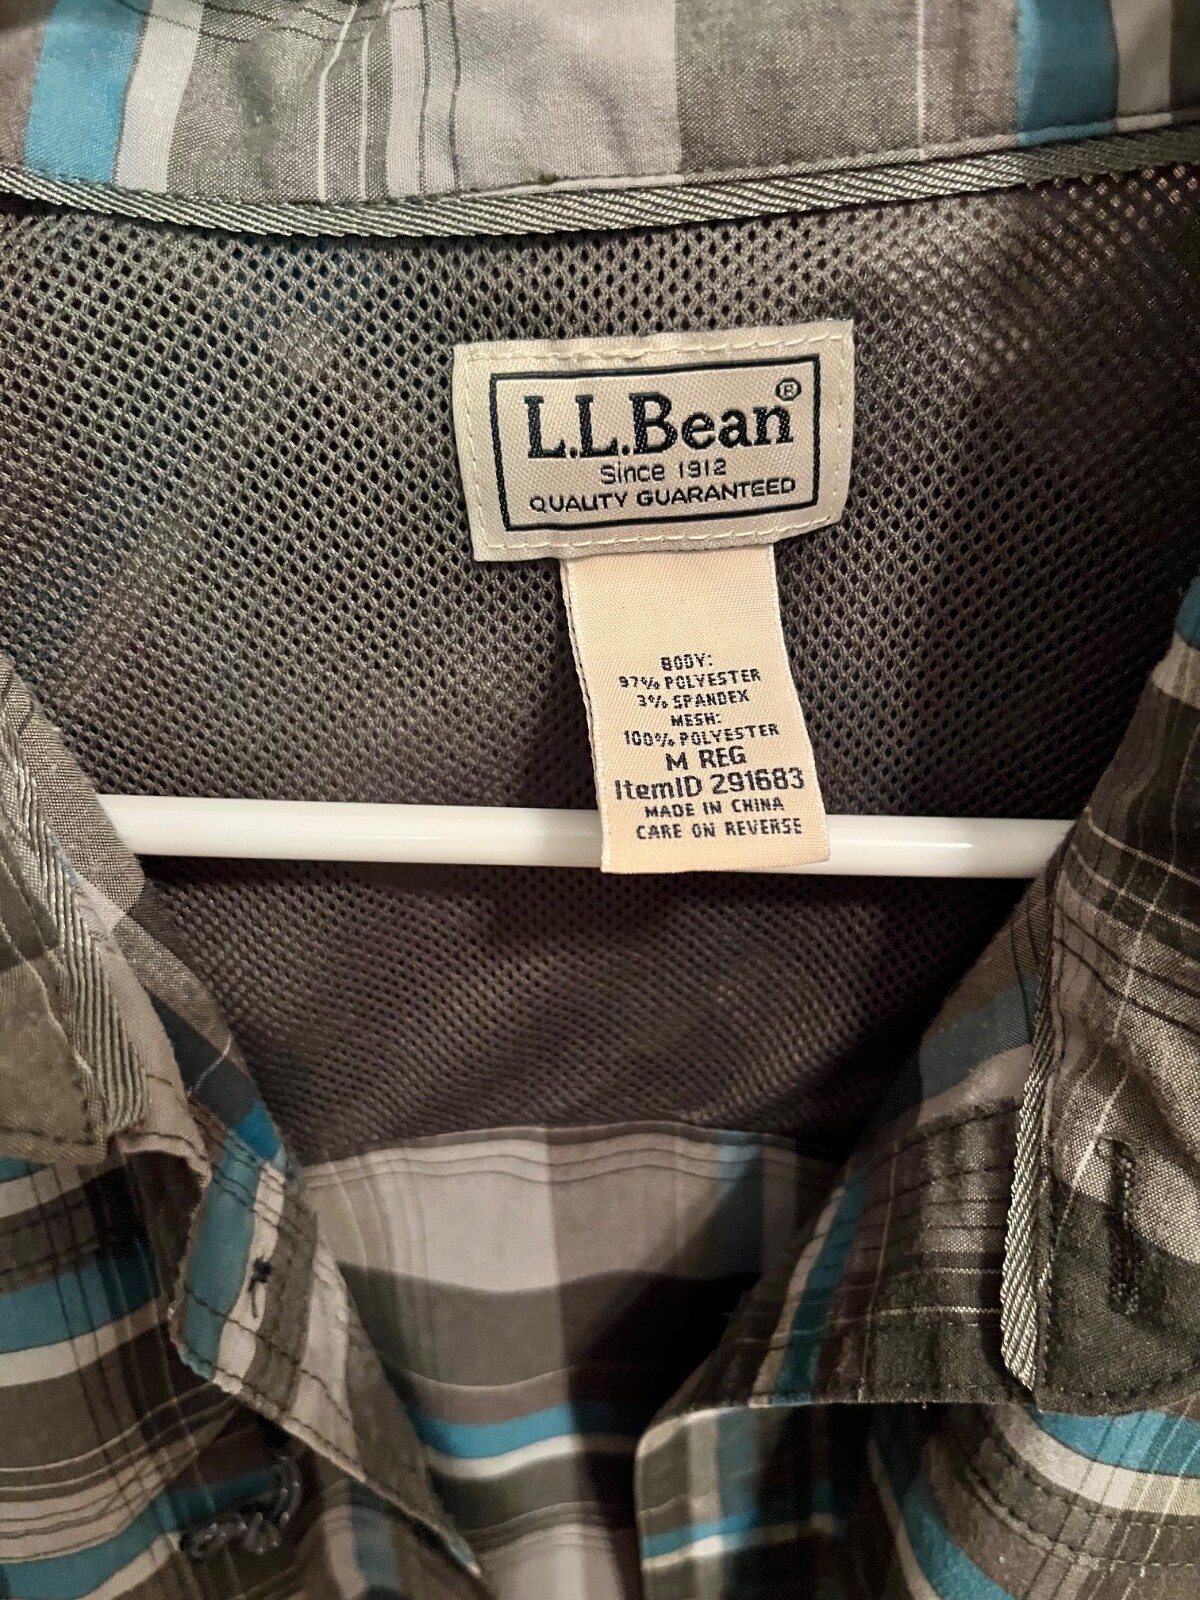 L.L.Bean®
Since 1912
QUALITY GUARANTEED
BODY:
97% POLYESTER
3% SPANDEX
MESH:
100% POLYESTER
M REG
ItemID 291683
MADE IN CHINA
CARE ON REVERSE